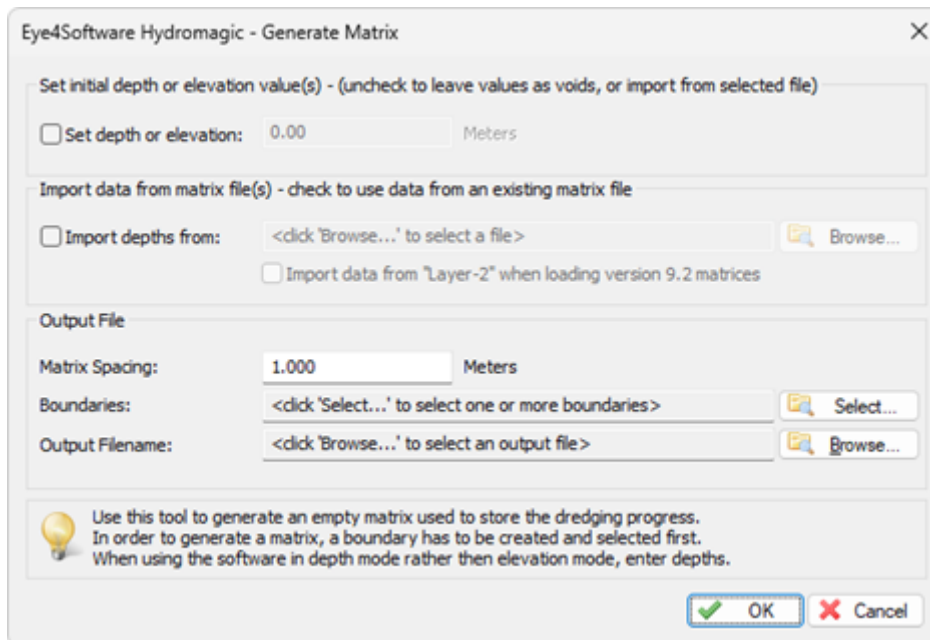 Eye4Software Hydromagic - Generate Matrix
Set initial depth or elevation value(s) - (uncheck to leave values as voids, or import from selected file)
Set depth or elevation: 0.00 Meters
Import data from matrix file(s) - check to use data from an existing matrix file
Import depths from: <click 'Browse...' to select a file> Browse...
Import data from "Layer-2" when loading version 9.2 matrices
Output File
Matrix Spacing: 1.000 Meters
Boundaries: <click 'Select...' to select one or more boundaries> Select...
Output Filename: <click 'Browse...' to select an output file> Browse...
Use this tool to generate an empty matrix used to store the dredging progress.
In order to generate a matrix, a boundary has to be created and selected first.
When using the software in depth mode rather then elevation mode, enter depths.
OK Cancel